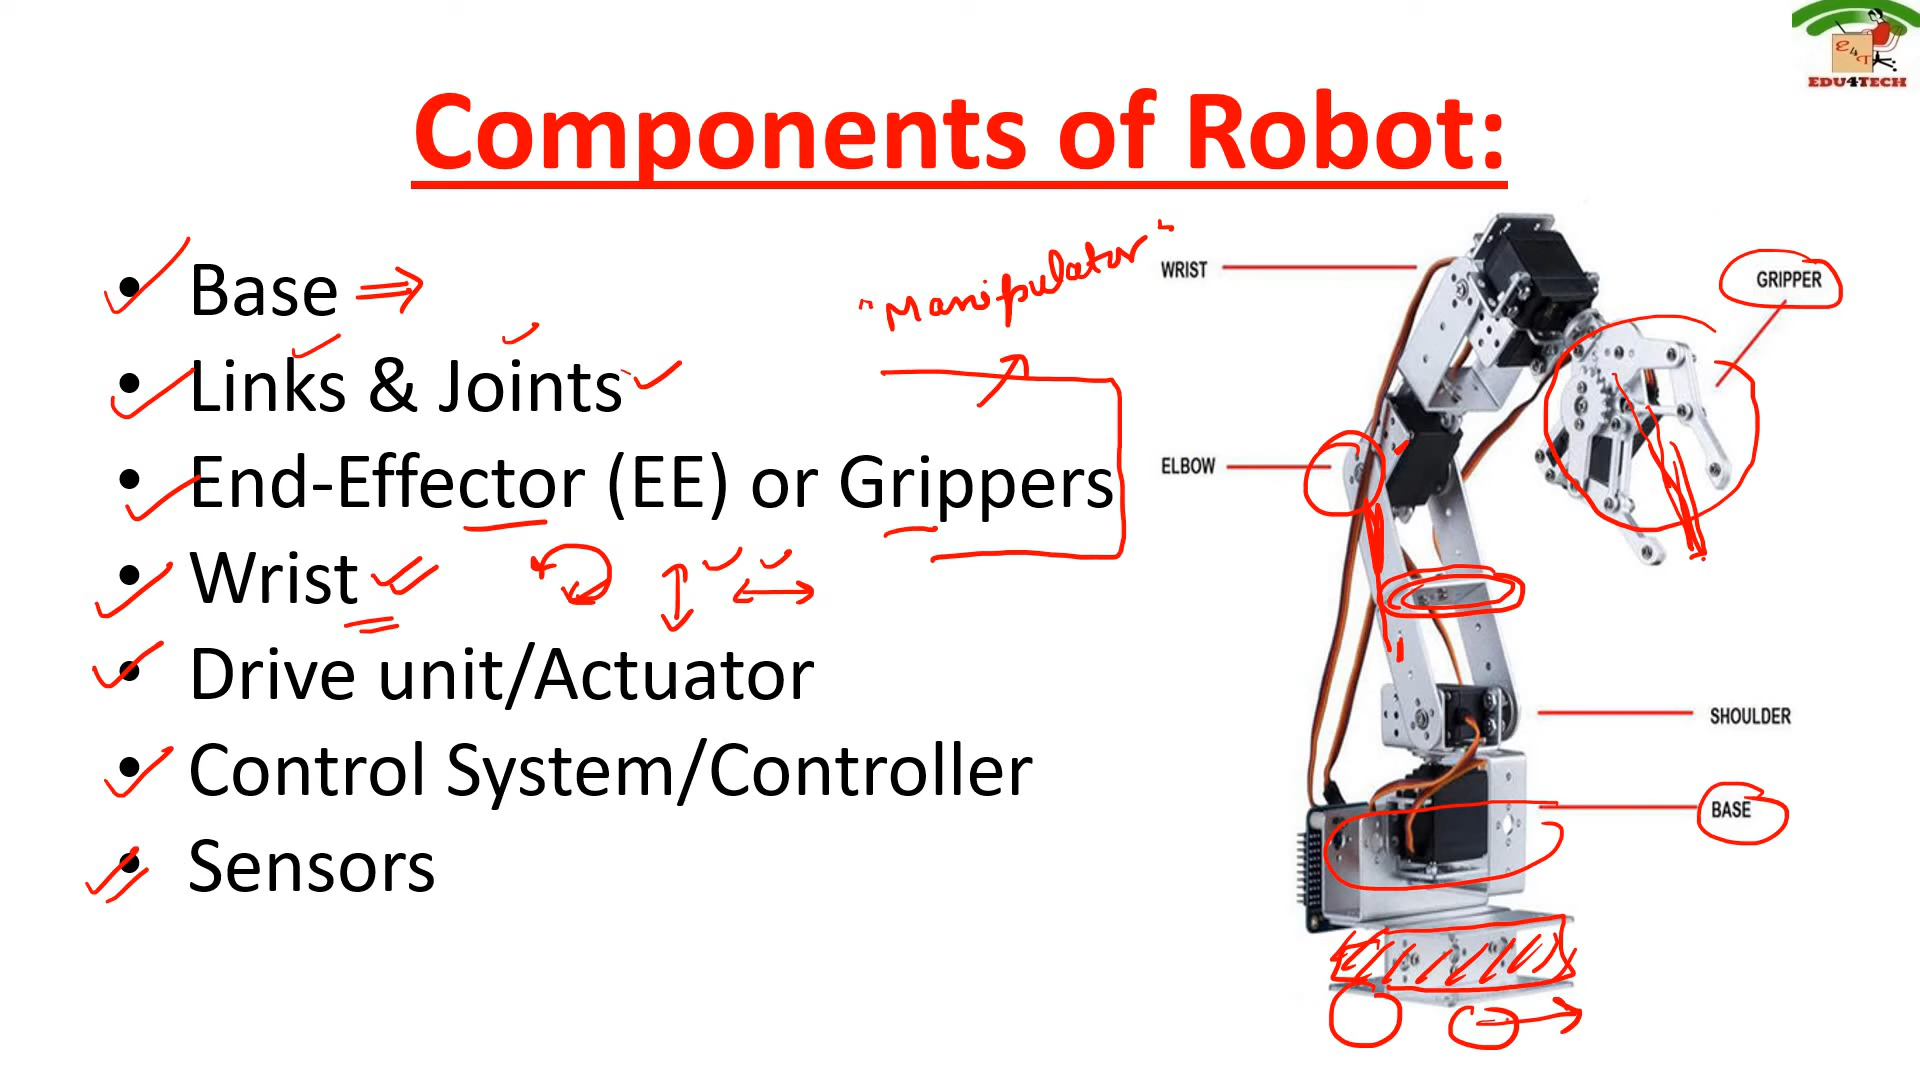 EDU4TECH
Components of Robot:
• Base
• Links & Joints
• End-Effector (EE) or Grippers
• Wrist
• Drive unit/Actuator
• Control System/Controller
• Sensors
"Manipulator"
WRIST
GRIPPER
ELBOW
SHOULDER
BASE